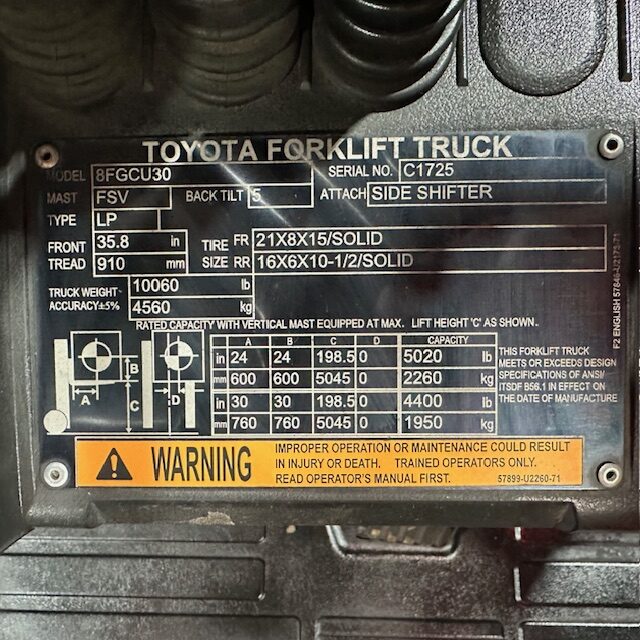 TOYOTA FORKLIFT TRUCK
MODEL 8FGCU30 SERIAL NO. C1725
MAST FSV BACK TILT 5 ATTACH SIDE SHIFTER
TYPE LP
FRONT TREAD 35.8 in TIRE SIZE FR 21X8X15/SOLID
910 mm RR 16X6X10-1/2/SOLID
TRUCK WEIGHT 10060 lb
ACCURACY±5% 4560 kg
RATED CAPACITY WITH VERTICAL MAST EQUIPPED AT MAX. LIFT HEIGHT 'C' AS SHOWN.
A B C D CAPACITY
in 24 24 198.5 0 5020 lb
mm 600 600 5045 0 2260 kg
in 30 30 198.5 0 4400 lb
mm 760 760 5045 0 1950 kg
A B C D
THIS FORKLIFT TRUCK
MEETS OR EXCEEDS DESIGN
SPECIFICATIONS OF ANSI/
ITSDF B56.1 IN EFFECT ON
THE DATE OF MANUFACTURE
F2 ENGLISH
WARNING
IMPROPER OPERATION OR MAINTENANCE COULD RESULT
IN INJURY OR DEATH. TRAINED OPERATORS ONLY.
READ OPERATOR'S MANUAL FIRST. 57899-U2260-71